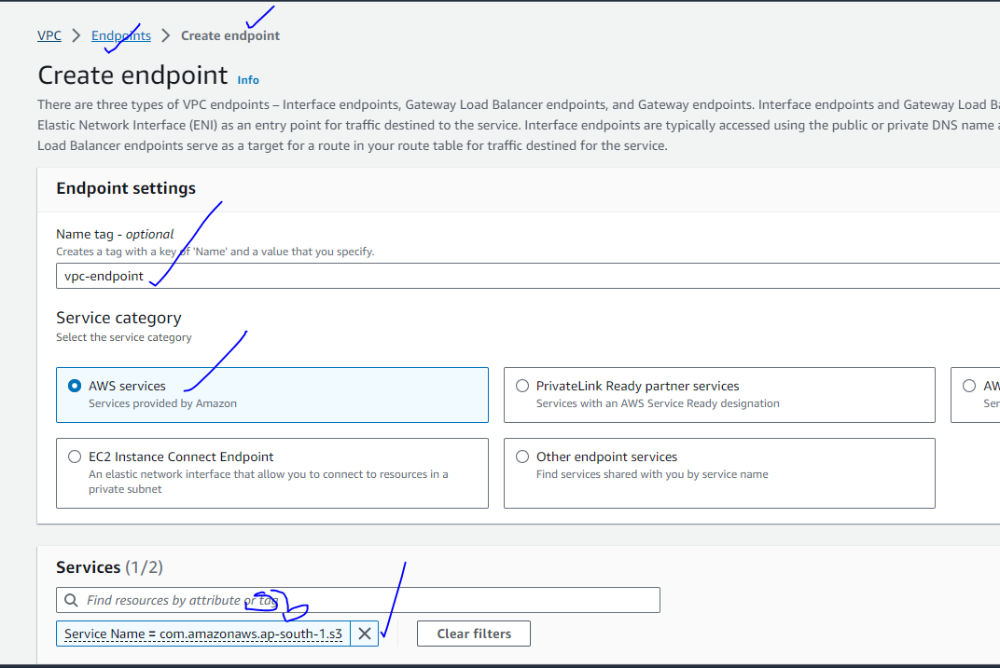 VPC > Endpoints > Create endpoint
Create endpoint Info
There are three types of VPC endpoints – Interface endpoints, Gateway Load Balancer endpoints, and Gateway endpoints. Interface endpoints and Gateway Load Ba
Elastic Network Interface (ENI) as an entry point for traffic destined to the service. Interface endpoints are typically accessed using the public or private DNS name a
Load Balancer endpoints serve as a target for a route in your route table for traffic destined for the service.
Endpoint settings
Name tag - optional
Creates a tag with a key of 'Name' and a value that you specify.
vpc-endpoint
Service category
Select the service category
AWS services
Services provided by Amazon
PrivateLink Ready partner services
Services with an AWS Service Ready designation
AW
Ser
EC2 Instance Connect Endpoint
An elastic network interface that allow you to connect to resources in a
private subnet
Other endpoint services
Find services shared with you by service name
Services (1/2)
Find resources by attribute or tag
Service Name = com.amazonaws.ap-south-1.s3
Clear filters